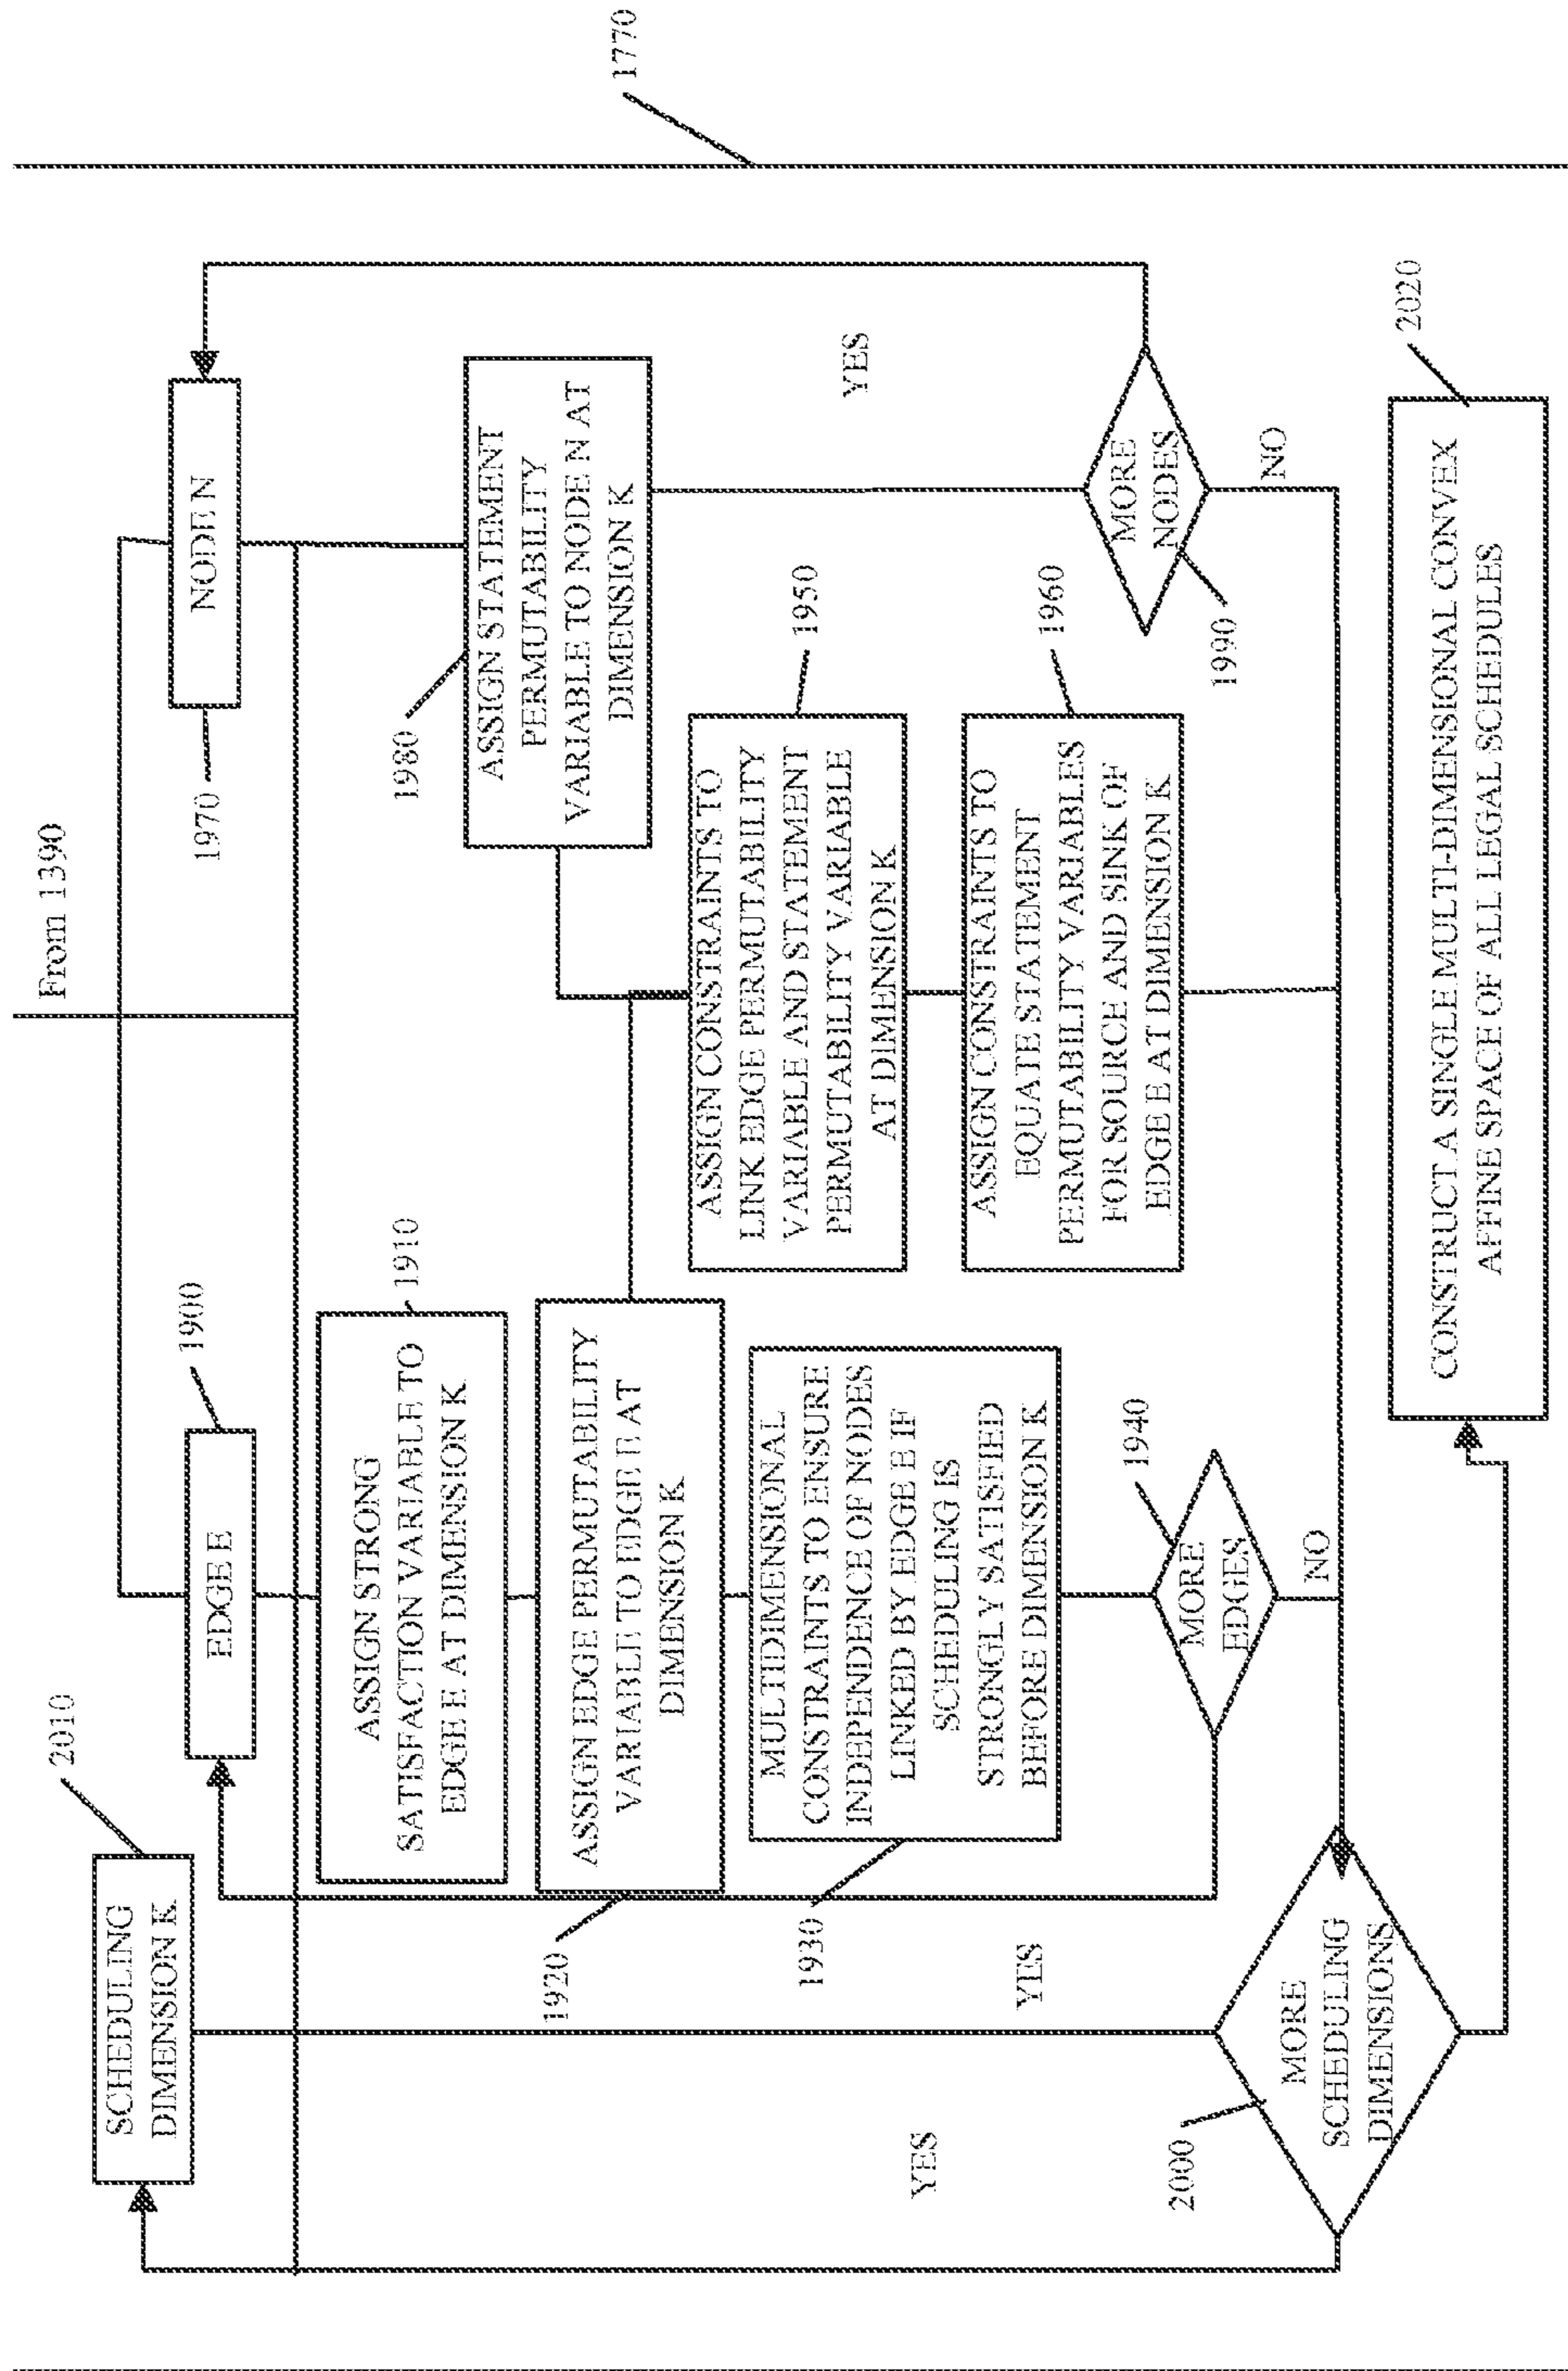 From 1390
1770
SCHEDULING
DIMENSION K
2010
EDGE E
1900
NODE N
1970
ASSIGN STRONG
SATISFACTION VARIABLE TO
EDGE E AT DIMENSION K
1910
ASSIGN EDGE PERMUTABILITY
VARIABLE TO EDGE E AT
DIMENSION K
1920
MULTIDIMENSIONAL
CONSTRAINTS TO ENSURE
INDEPENDENCE OF NODES
LINKED BY EDGE E IF
SCHEDULING IS
STRONGLY SATISFIED
BEFORE DIMENSION K
1930
MORE
EDGES
1940
NO
YES
ASSIGN STATEMENT
PERMUTABILITY
VARIABLE TO NODE N AT
DIMENSION K
1980
ASSIGN CONSTRAINTS TO
LINK EDGE PERMUTABILITY
VARIABLE AND STATEMENT
PERMUTABILITY VARIABLE
AT DIMENSION K
1950
ASSIGN CONSTRAINTS TO
EQUATE STATEMENT
PERMUTABILITY VARIABLES
FOR SOURCE AND SINK OF
EDGE E AT DIMENSION K
1960
MORE
NODES
1990
YES
NO
MORE
SCHEDULING
DIMENSIONS
2000
YES
CONSTRUCT A SINGLE MULTI-DIMENSIONAL CONVEX
AFFINE SPACE OF ALL LEGAL SCHEDULES
2020